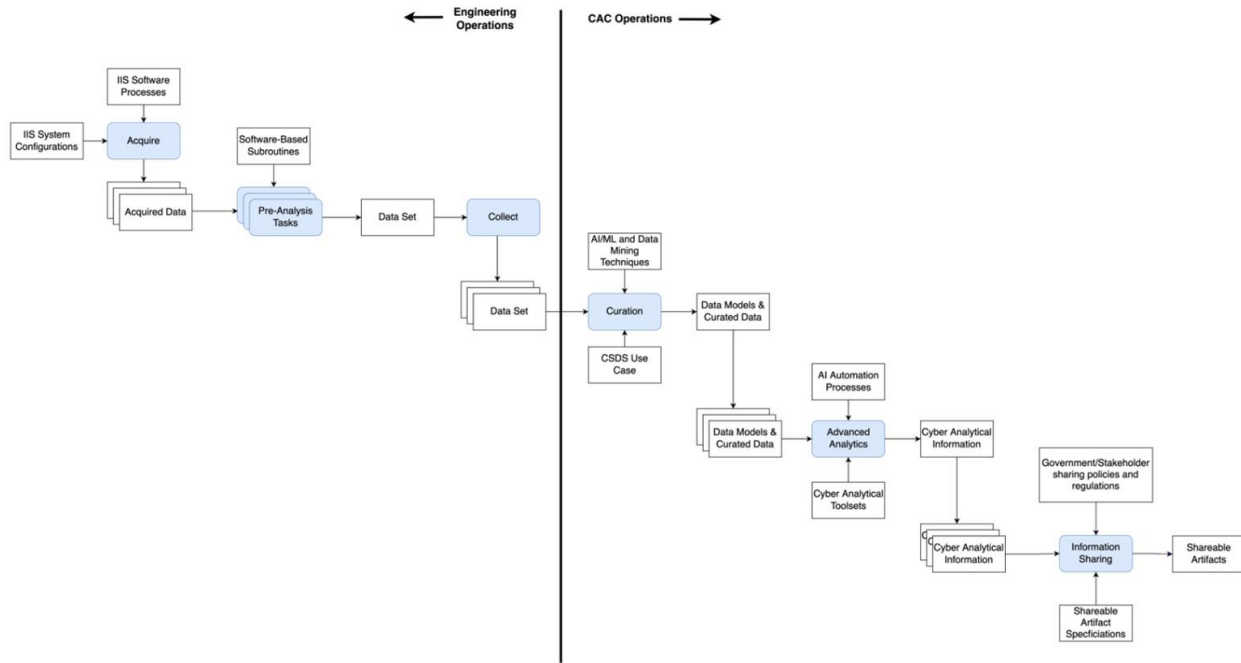 Engineering
Operations
CAC Operations
IIS Software
Processes
IIS System
Configurations
Acquire
Software-Based
Subroutines
Acquired Data
Pre-Analysis
Tasks
Data Set
Collect
AI/ML and Data
Mining
Techniques
Data Set
Curation
Data Models &
Curated Data
CSDS Use
Case
AI Automation
Processes
Data Models &
Curated Data
Advanced
Analytics
Cyber Analytical
Information
Cyber Analytical
Toolsets
Government/Stakeholder
sharing policies and
regulations
C
C
Cyber Analytical
Information
Information
Sharing
Shareable
Artifacts
Shareable
Artifact
Specficiations